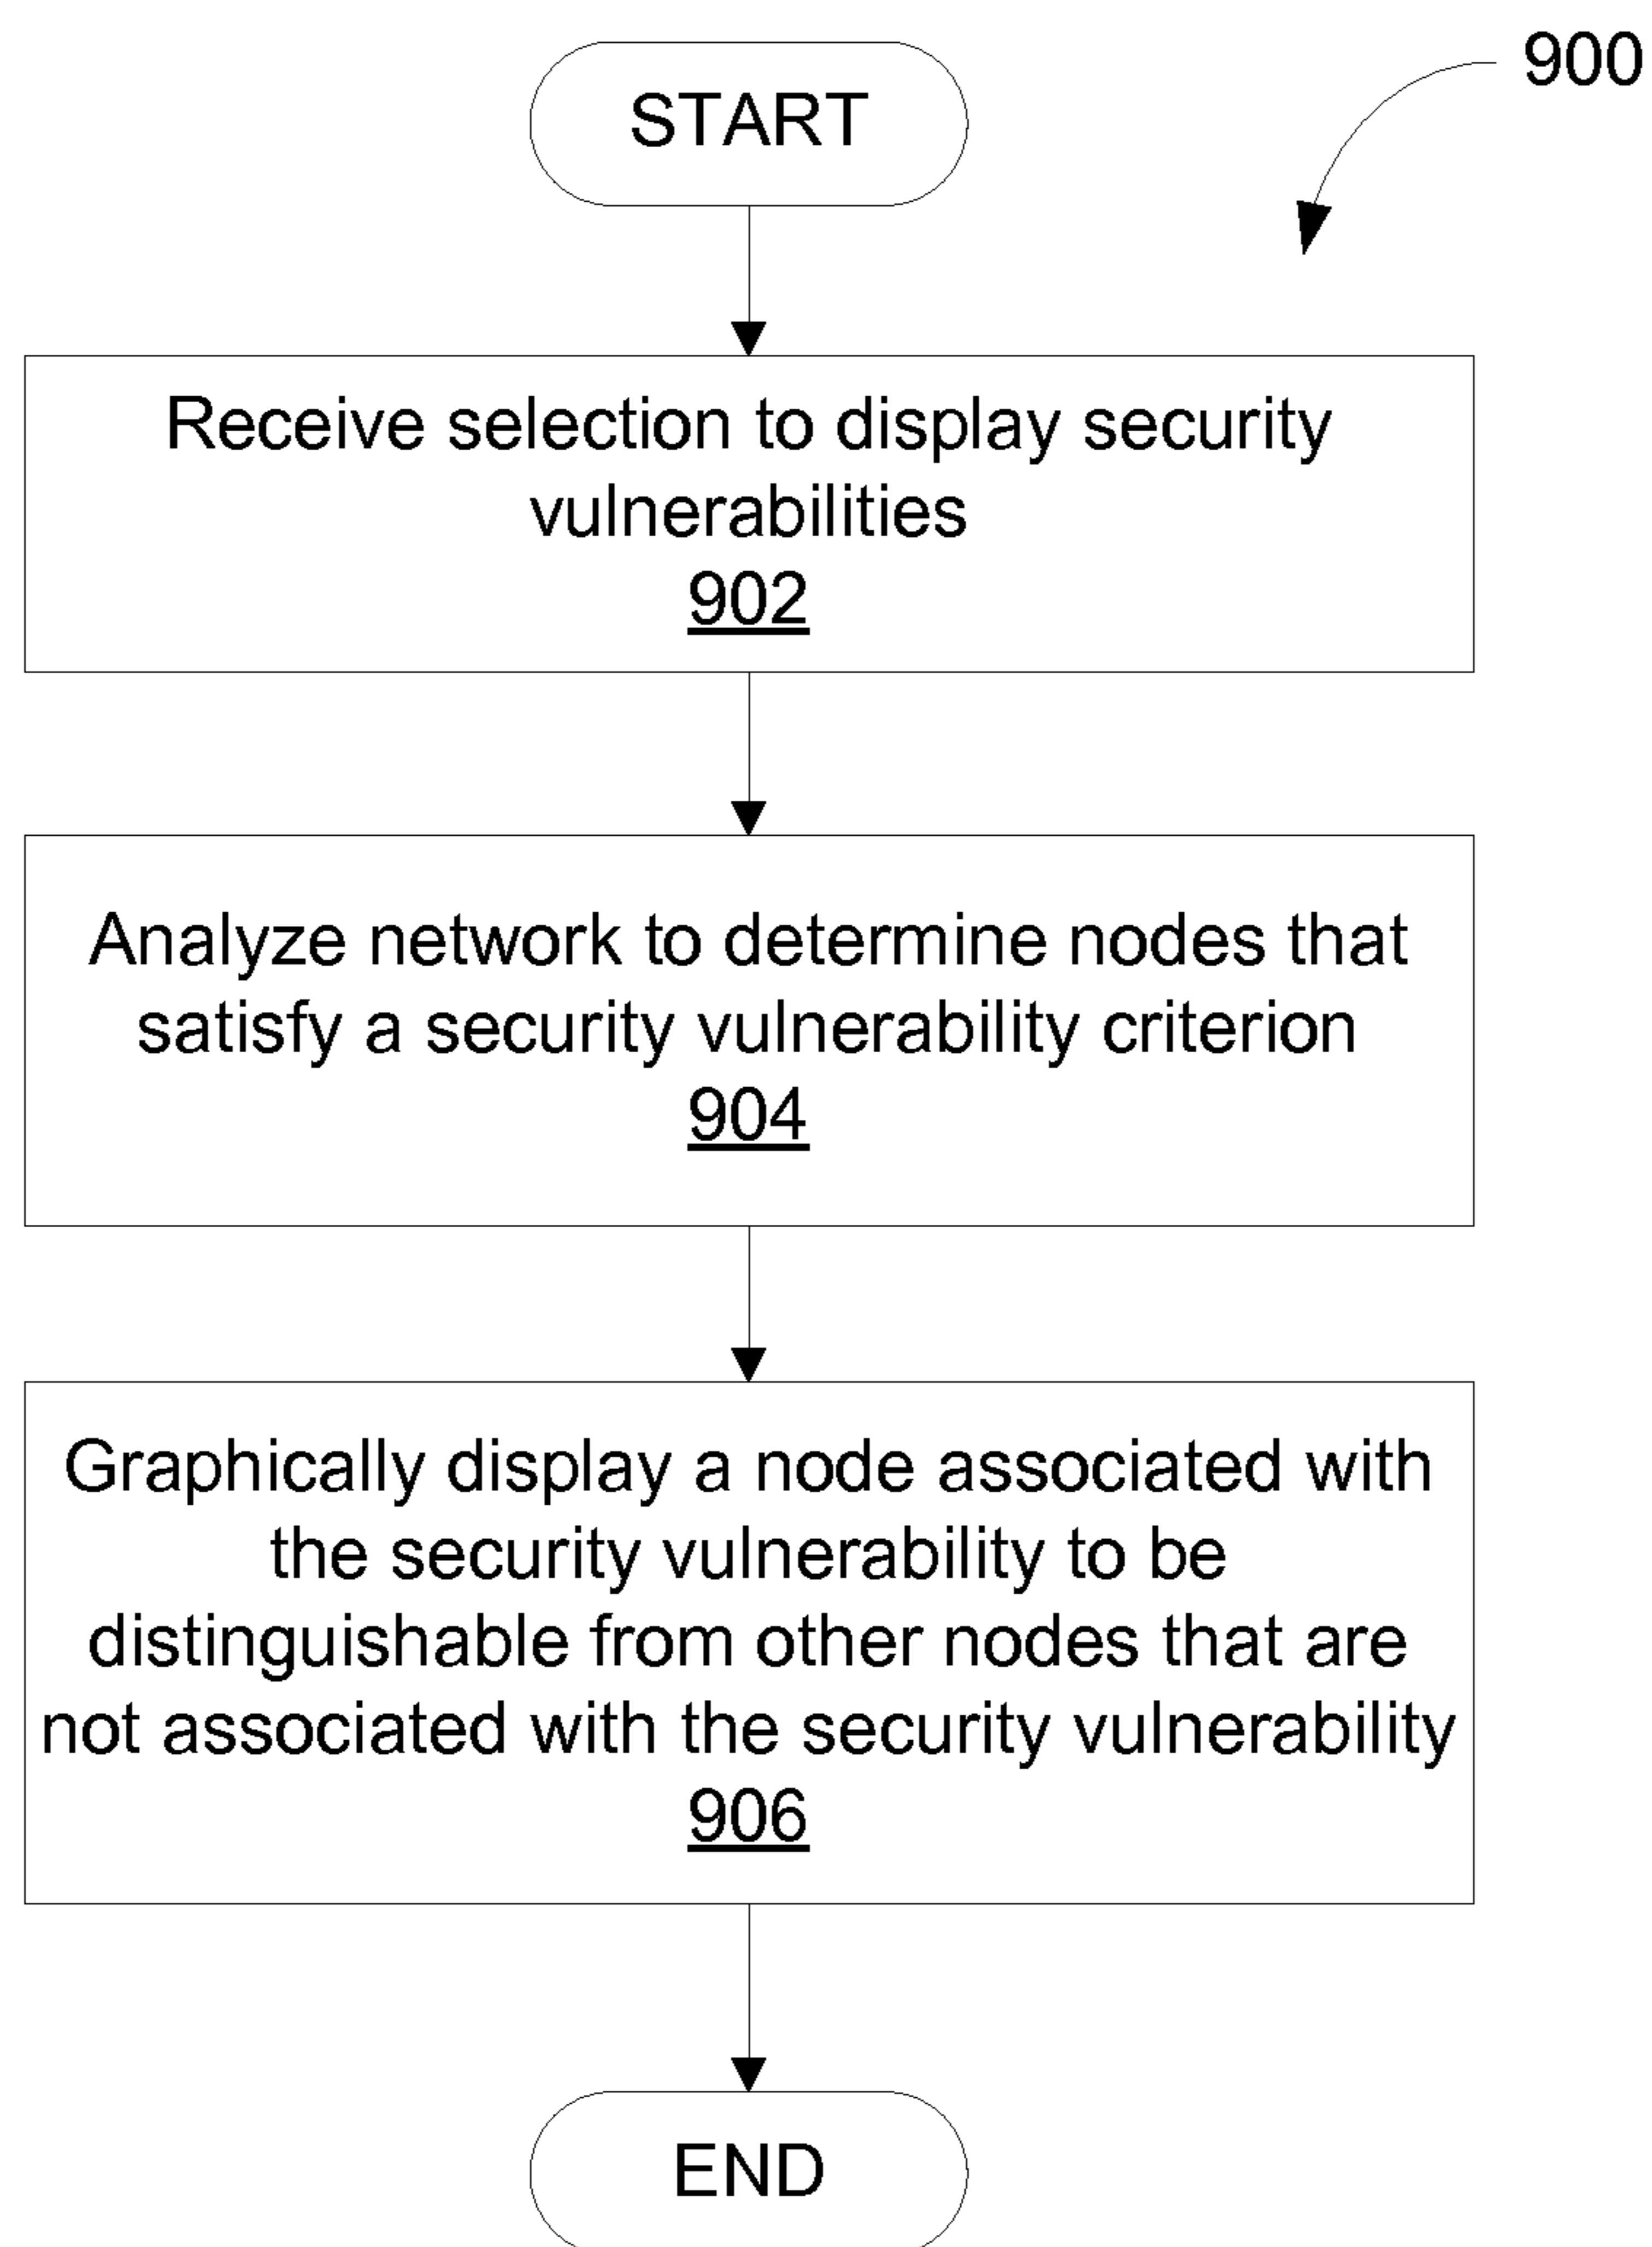 START
900
Receive selection to display security
vulnerabilities
902
Analyze network to determine nodes that
satisfy a security vulnerability criterion
904
Graphically display a node associated with
the security vulnerability to be
distinguishable from other nodes that are
not associated with the security vulnerability
906
END